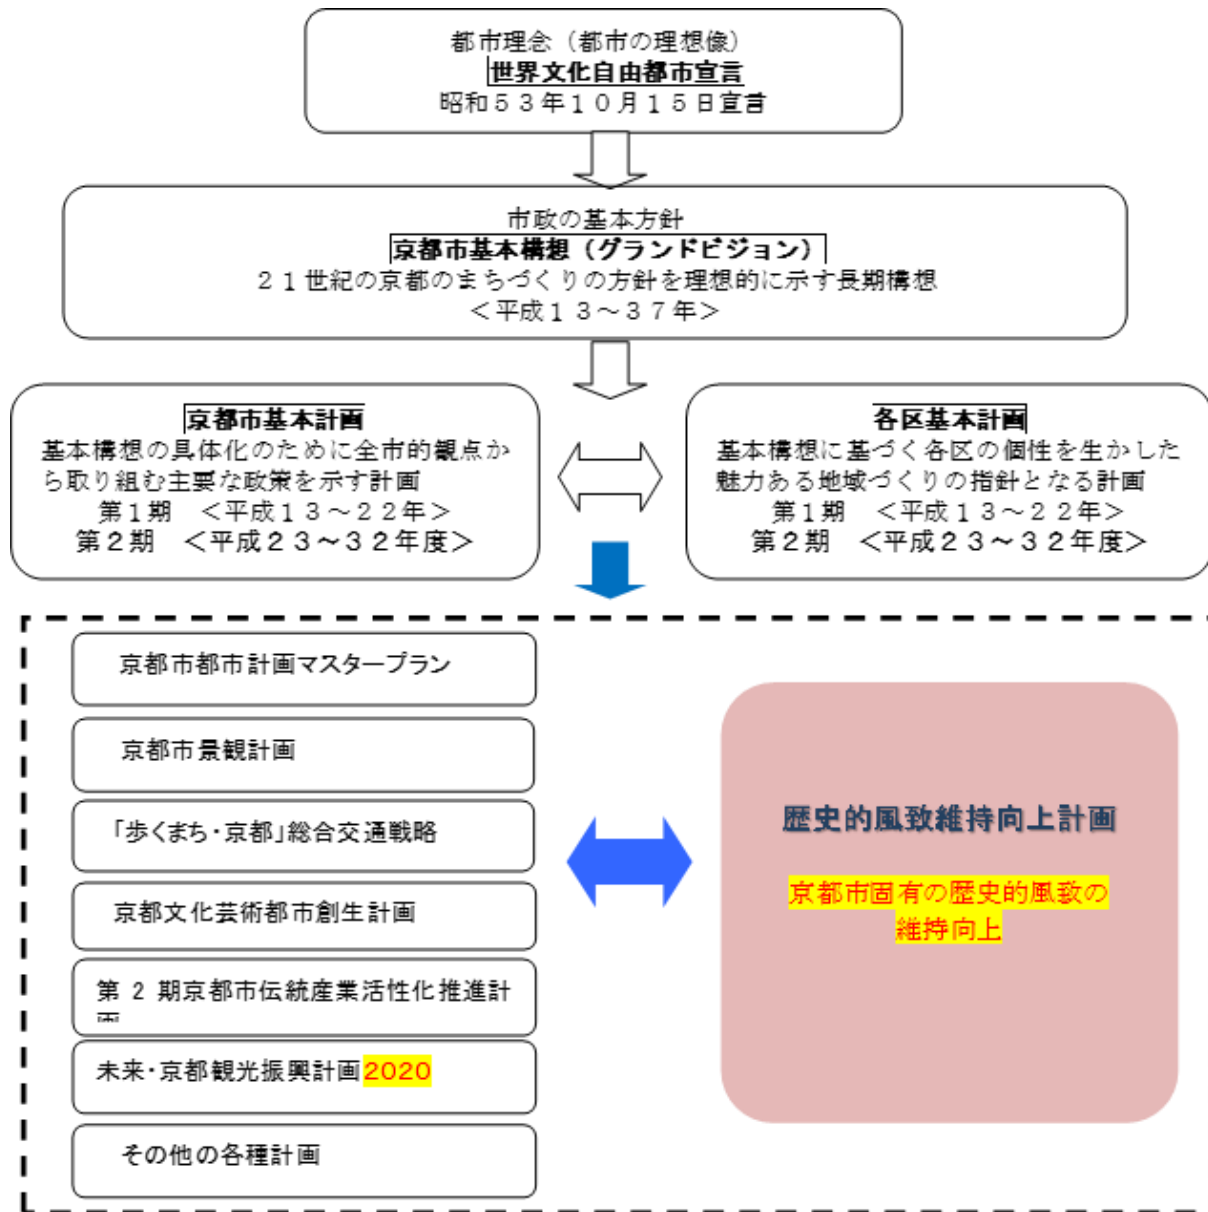 都市理念（都市の理想像）
世界文化自由都市宣言
昭和５３年１０月１５日宣言
市政の基本方針
京都市基本構想（グランドビジョン）
２１世紀の京都のまちづくりの方針を理想的に示す長期構想
＜平成１３～３７年＞
京都市基本計画
基本構想の具体化のために全市的観点か
ら取り組む主要な政策を示す計画
第１期　＜平成１３～２２年＞
第２期　＜平成２３～３２年度＞
各区基本計画
基本構想に基づく各区の個性を生かした
魅力ある地域づくりの指針となる計画
第１期　＜平成１３～２２年＞
第２期　＜平成２３～３２年度＞
京都市都市計画マスタープラン
京都市景観計画
「歩くまち・京都」総合交通戦略
京都文化芸術都市創生計画
第 2 期京都市伝統産業活性化推進計
画
未来・京都観光振興計画2020
その他の各種計画
歴史的風致維持向上計画
京都市固有の歴史的風致の
維持向上